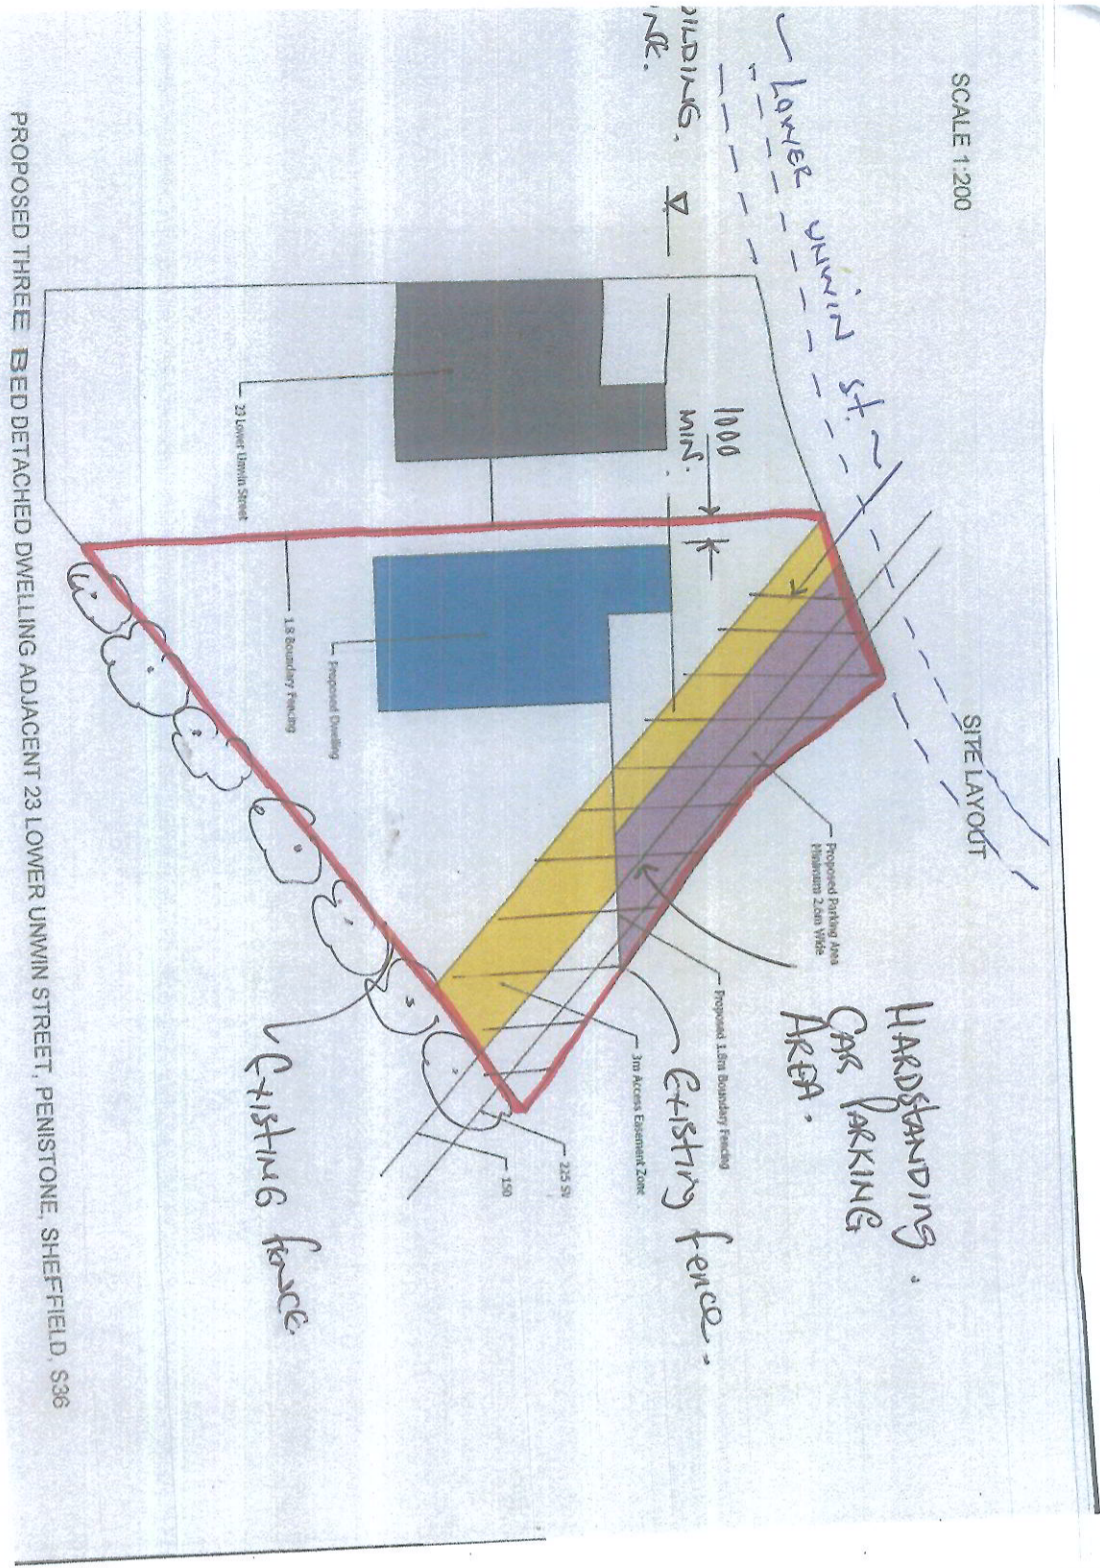 SCALE 1:200
SITE LAYOUT
LOWER UNWIN St.
HARDSTANDING.
CAR PARKING
AREA.
Proposed Parking Area
Minimum 2.6m Wide
Proposed 1.8m Boundary Fencing
Existing fence.
3m Access Easement Zone
1000
MIN.
225 SW
150
23 Lower Unwin Street
1.8 Boundary Fencing
Proposed Dwelling
Existing fence.
PROPOSED THREE BED DETACHED DWELLING ADJACENT 23 LOWER UNWIN STREET, PENISTONE, SHEFFIELD, S36